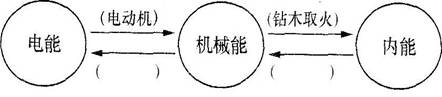 (电动机) (钻木取火)
电能 机械能 内能
( ) ( )